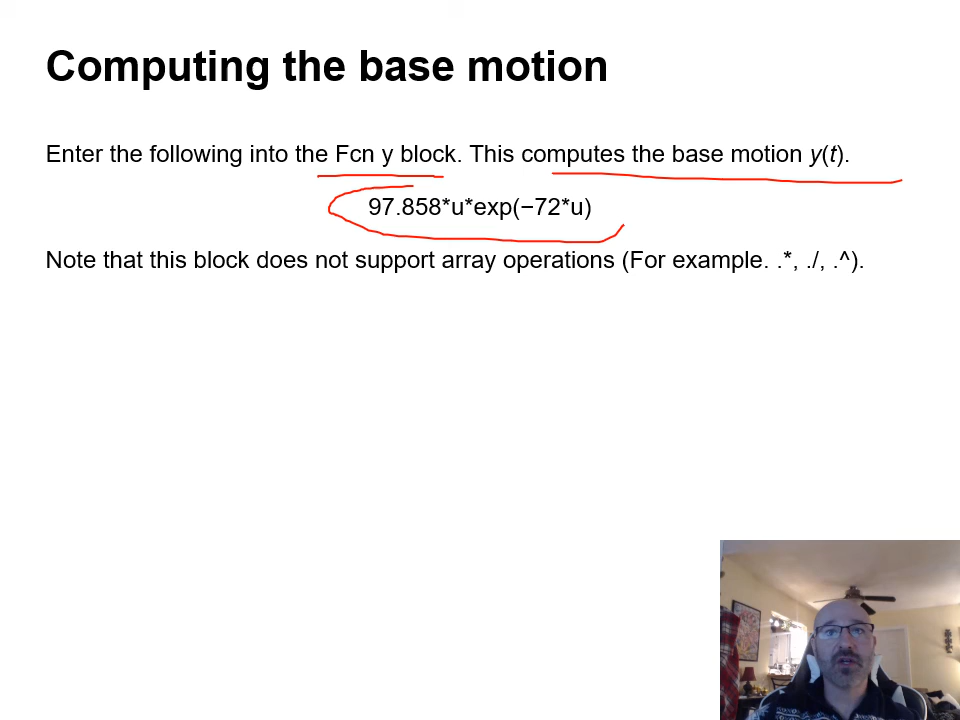 Computing the base motion
Enter the following into the Fcn y block. This computes the base motion y(t).
97.858*u*exp(−72*u)
Note that this block does not support array operations (For example. .*, ./, .^).